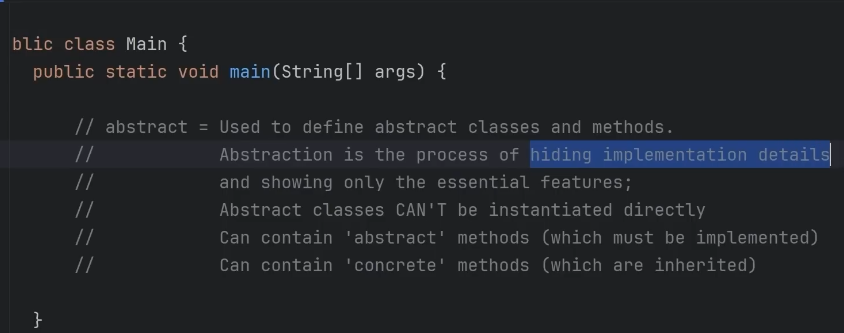 blic class Main {
public static void main(String[] args) {
// abstract = Used to define abstract classes and methods.
// Abstraction is the process of hiding implementation details
// and showing only the essential features;
// Abstract classes CAN'T be instantiated directly
// Can contain 'abstract' methods (which must be implemented)
// Can contain 'concrete' methods (which are inherited)
}